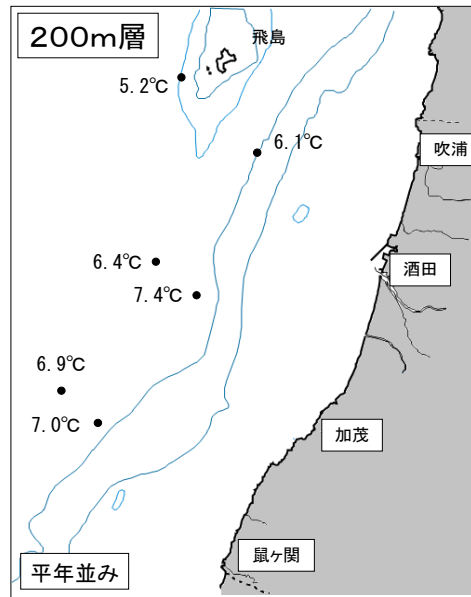 200m層
飛島
5.2℃
6.1℃
吹浦
6.4℃
酒田
7.4℃
6.9℃
7.0℃
加茂
鼠ヶ関
平年並み